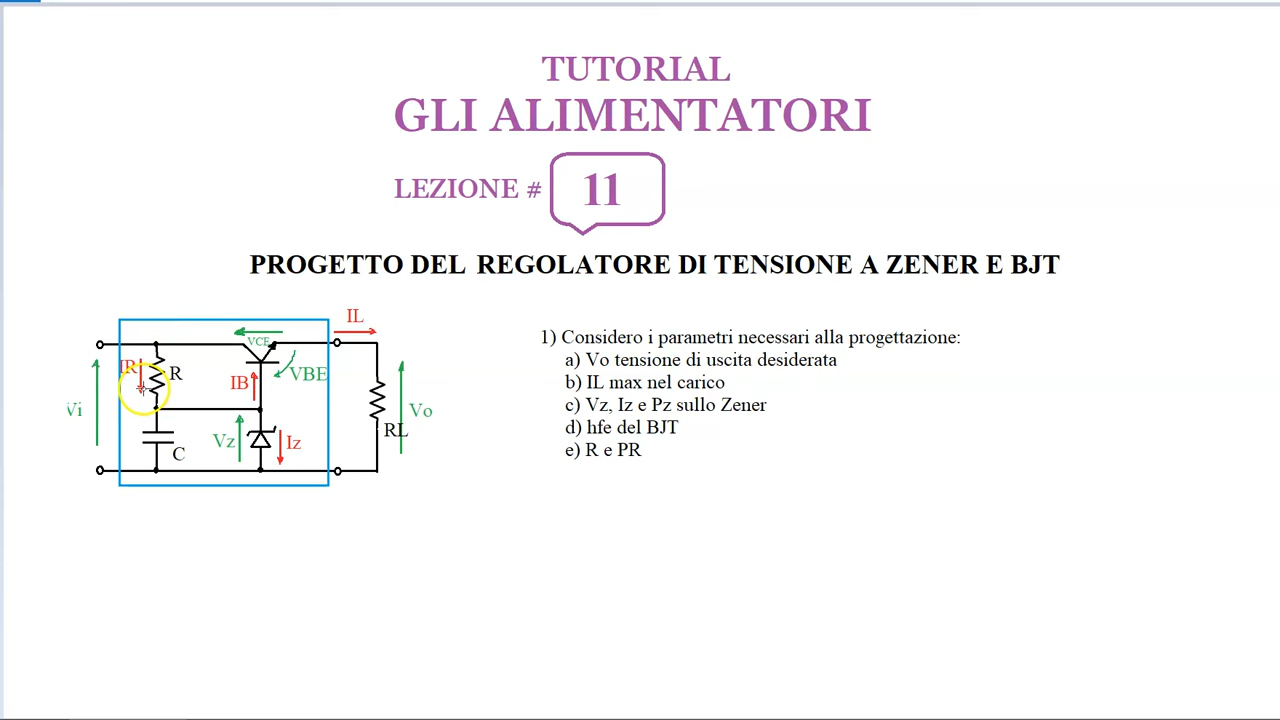 TUTORIAL
GLI ALIMENTATORI
LEZIONE # 11
PROGETTO DEL REGOLATORE DI TENSIONE A ZENER E BJT
IL
VCE
IR
R
IB
VBE
Vi
Vz
Iz
RL
Vo
C
1) Considero i parametri necessari alla progettazione:
a) Vo tensione di uscita desiderata
b) IL max nel carico
c) Vz, Iz e Pz sullo Zener
d) hfe del BJT
e) R e PR